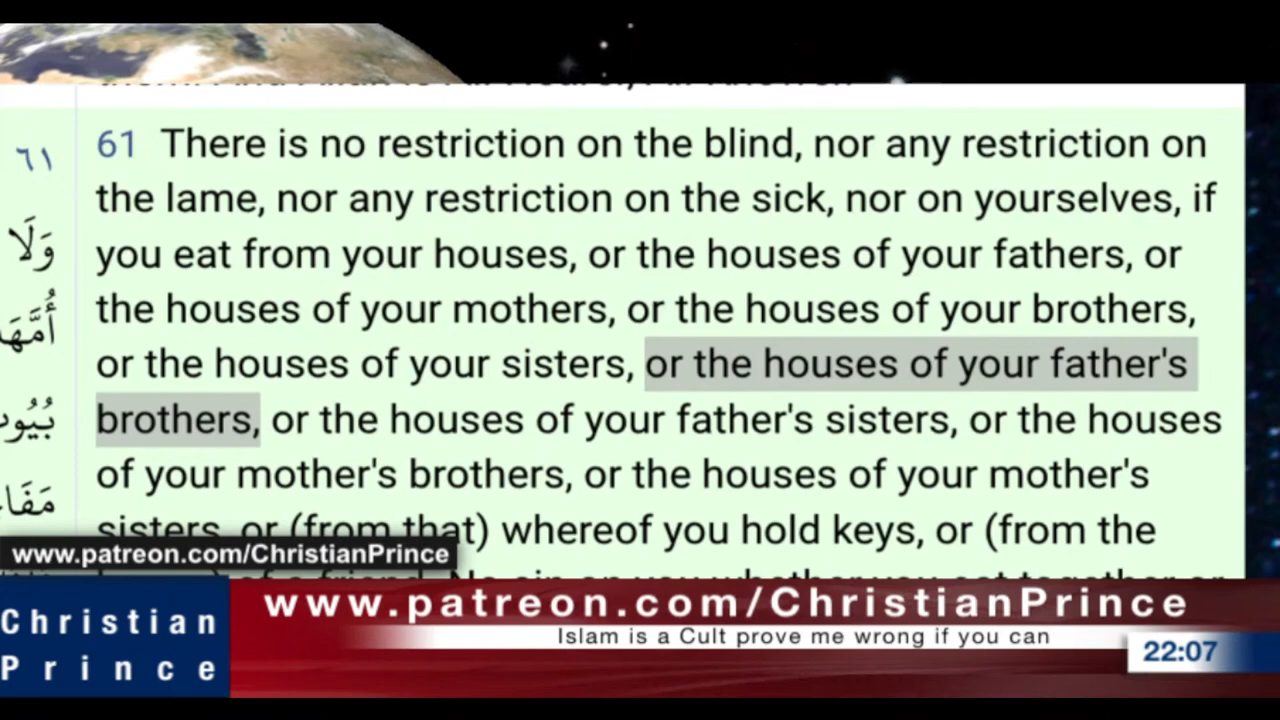 61 There is no restriction on the blind, nor any restriction on
the lame, nor any restriction on the sick, nor on yourselves, if
you eat from your houses, or the houses of your fathers, or
the houses of your mothers, or the houses of your brothers,
or the houses of your sisters, or the houses of your father's
brothers, or the houses of your father's sisters, or the houses
of your mother's brothers, or the houses of your mother's
sisters, or (from that) whereof you hold keys, or (from the
٦١
وَلَا
www.patreon.com/ChristianPrince
Christian
Prince
www.patreon.com/ChristianPrince
Islam is a Cult prove me wrong if you can
22:07